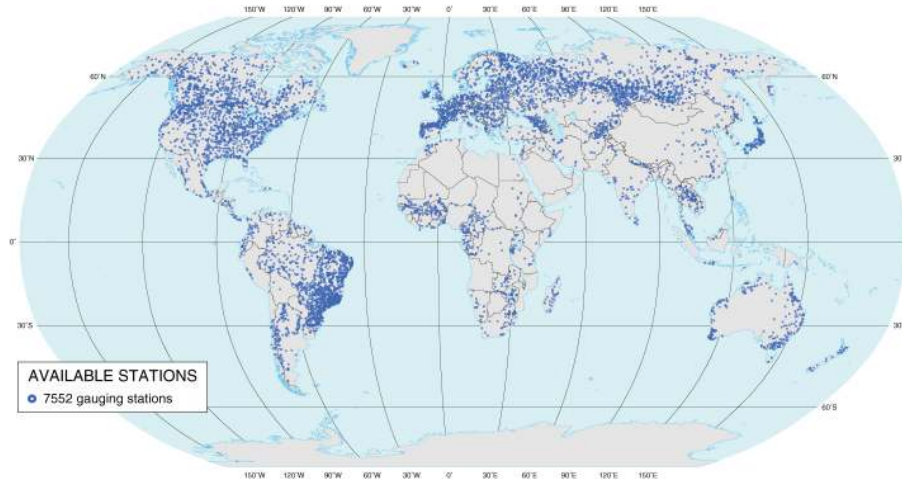 150˚W 120˚W 90˚W 60˚W 30˚W 0˚ 30˚E 60˚E 90˚E 120˚E 150˚E
60˚N 60˚N
30˚N 30˚
0˚ 0˚
30˚S 30˚
AVAILABLE STATIONS
7552 gauging stations
60˚S
150˚W 120˚W 90˚W 60˚W 30˚W 0˚ 30˚E 60˚E 90˚E 120˚E 150˚E